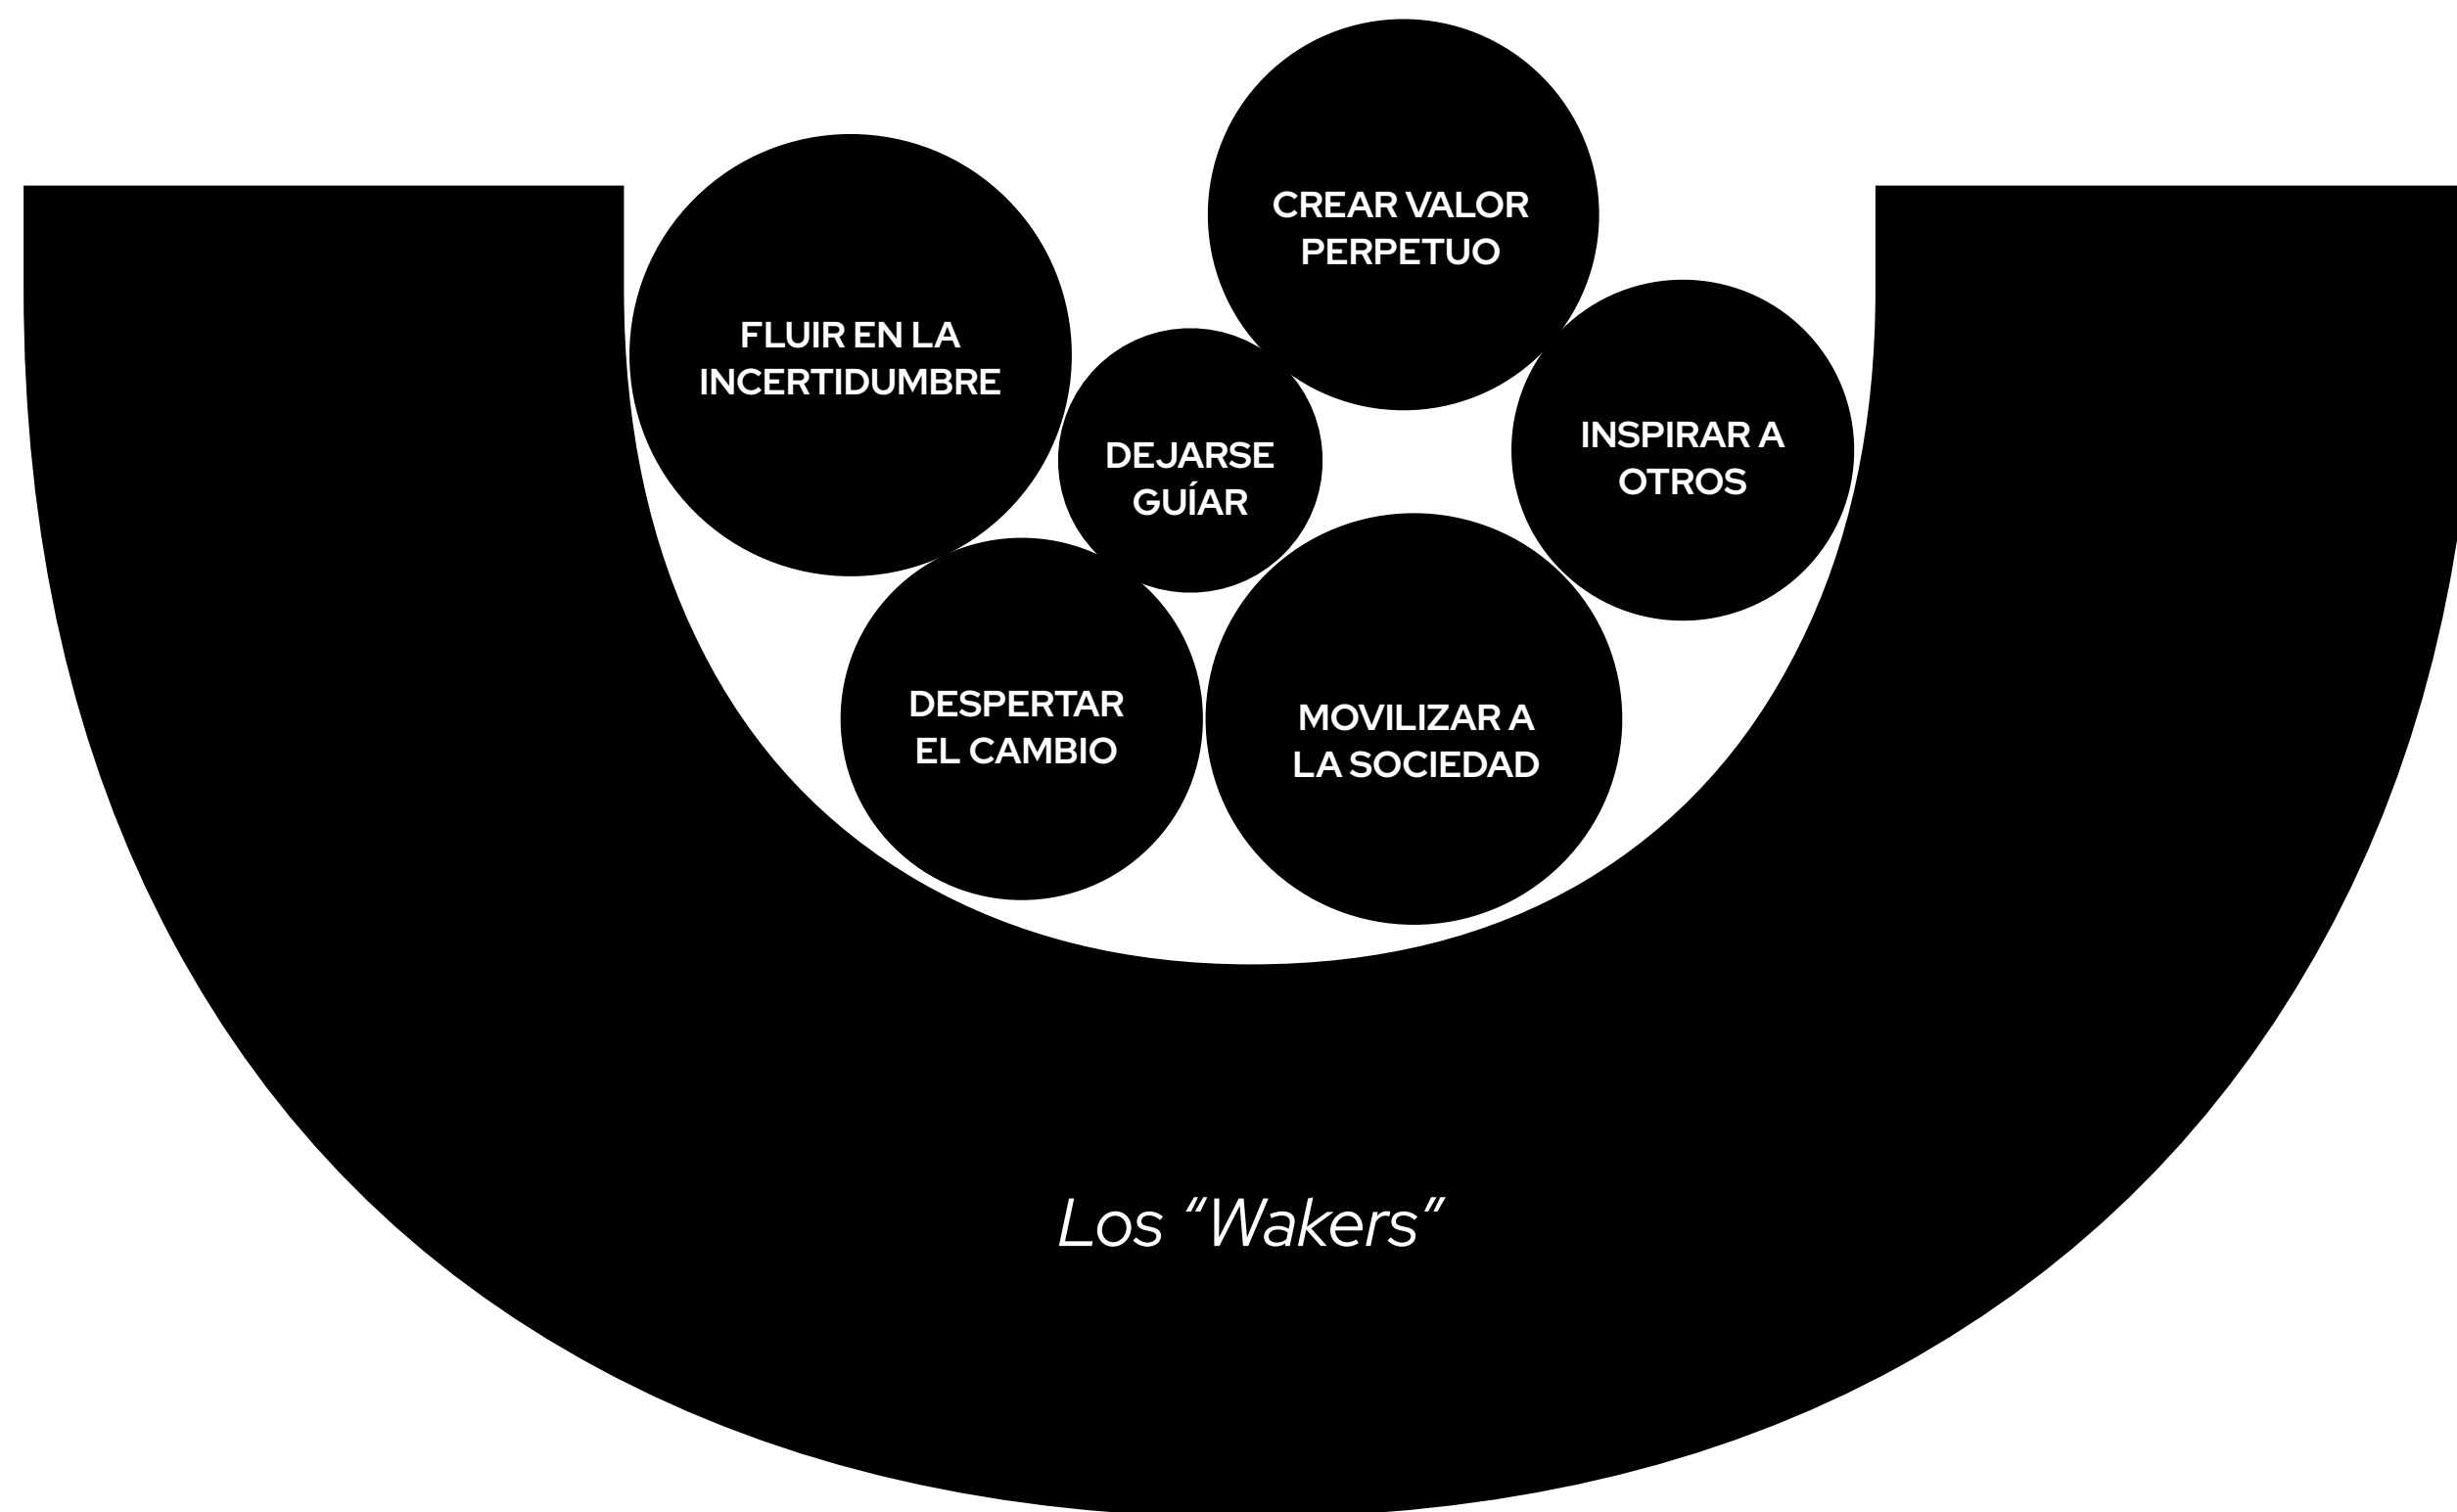 CREAR VALOR
PERPETUO
FLUIR EN LA
INCERTIDUMBRE
DEJARSE
GUÍAR
INSPIRAR A
OTROS
DESPERTAR
EL CAMBIO
MOVILIZAR A
LA SOCIEDAD
Los “Wakers”